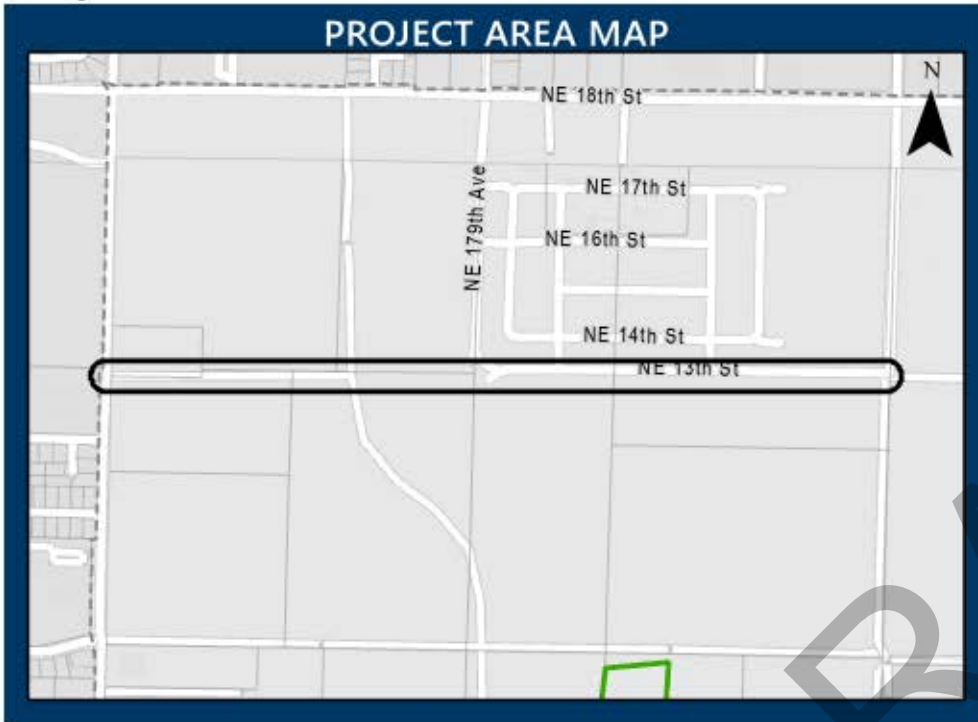 PROJECT AREA MAP
N
NE 18th St
NE 179th Ave
NE 17th St
NE 16th St
NE 14th St
NE 13th St